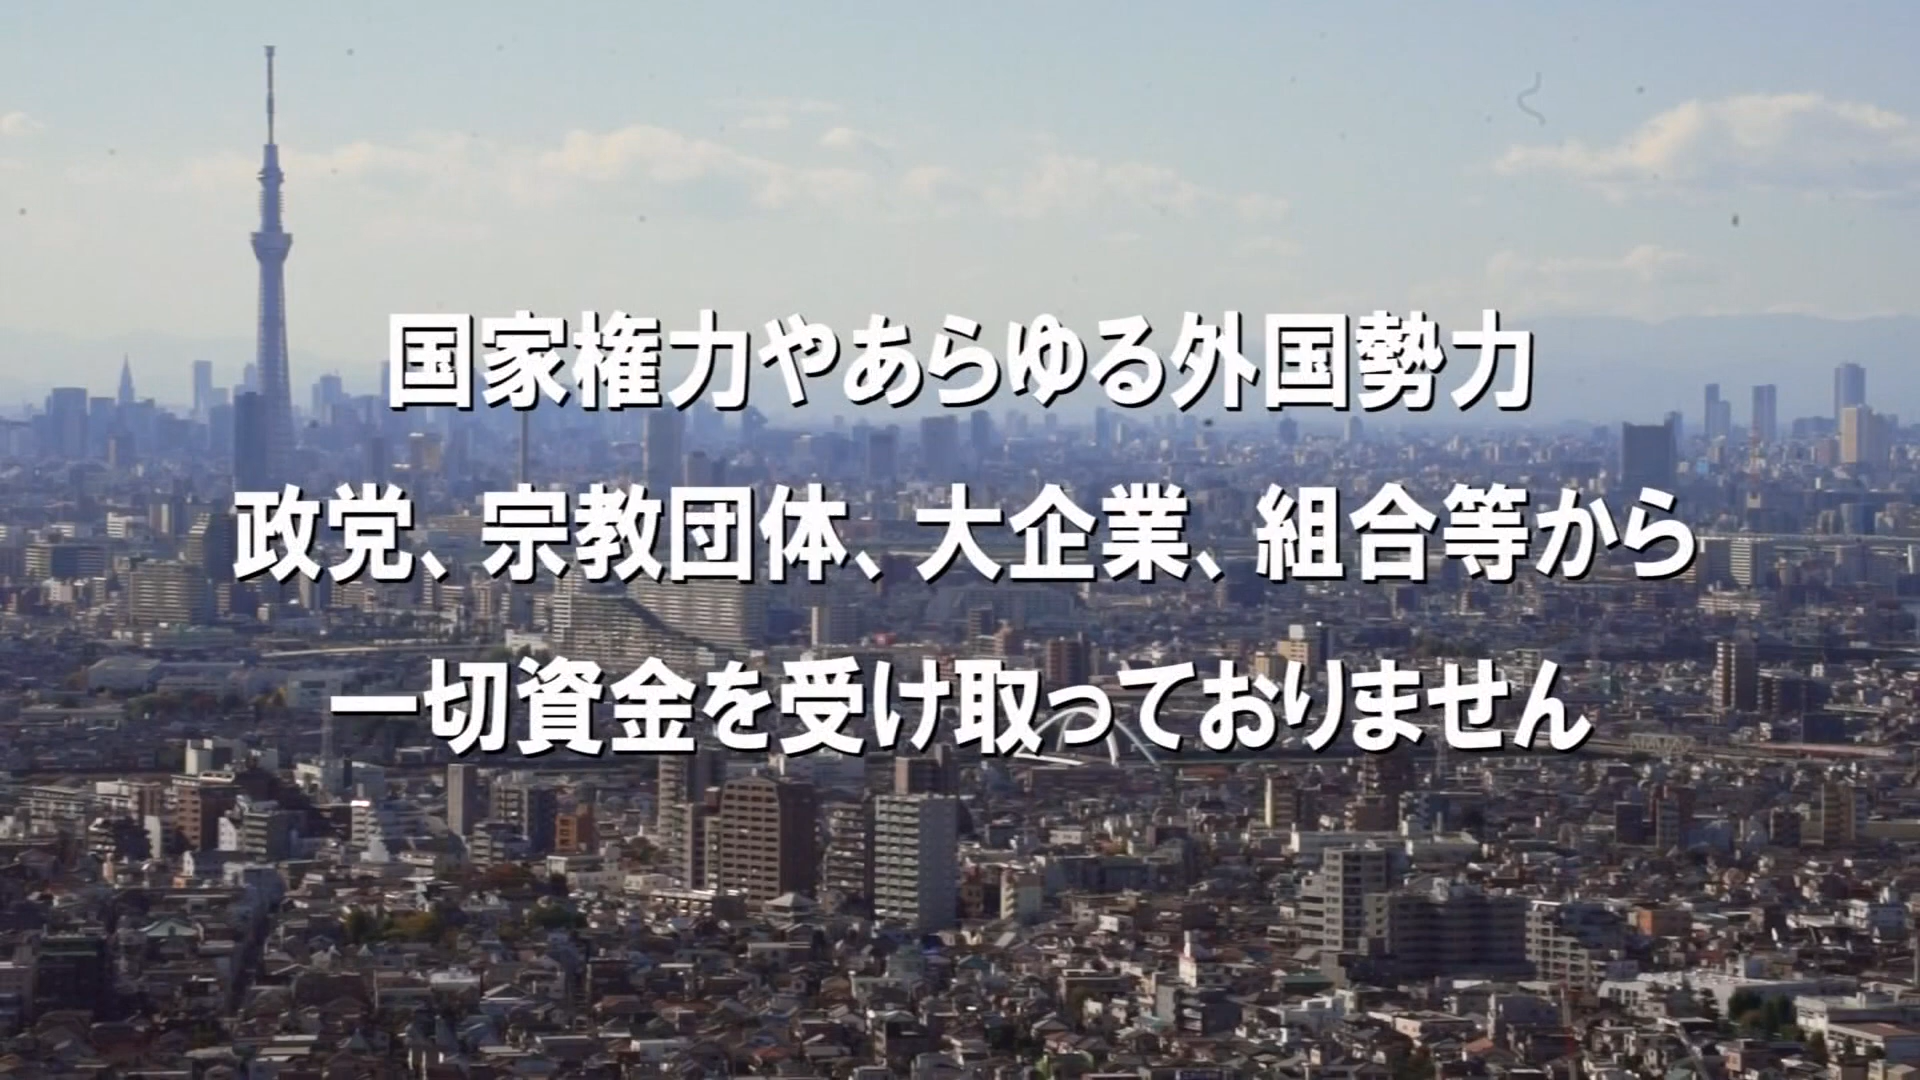 国家権力やあらゆる外国勢力
政党、宗教団体、大企業、組合等から
一切資金を受け取っておりません